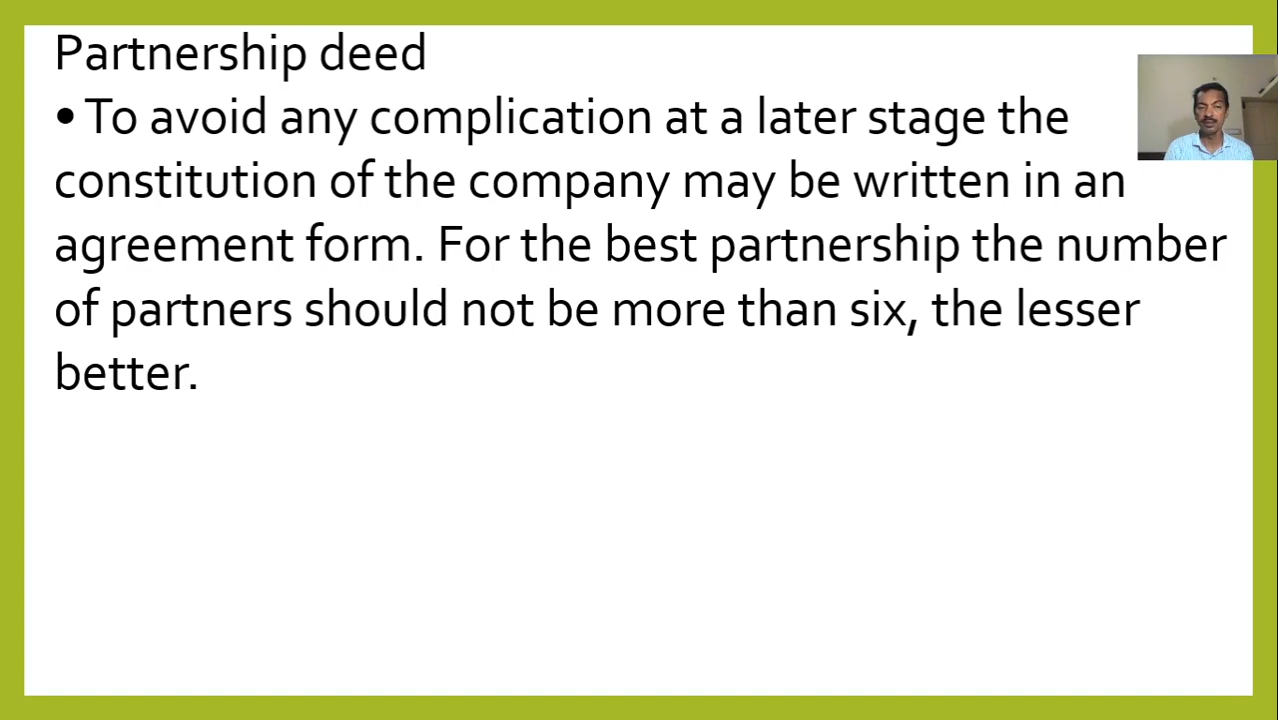 Partnership deed
• To avoid any complication at a later stage the
constitution of the company may be written in an
agreement form. For the best partnership the number
of partners should not be more than six, the lesser
better.